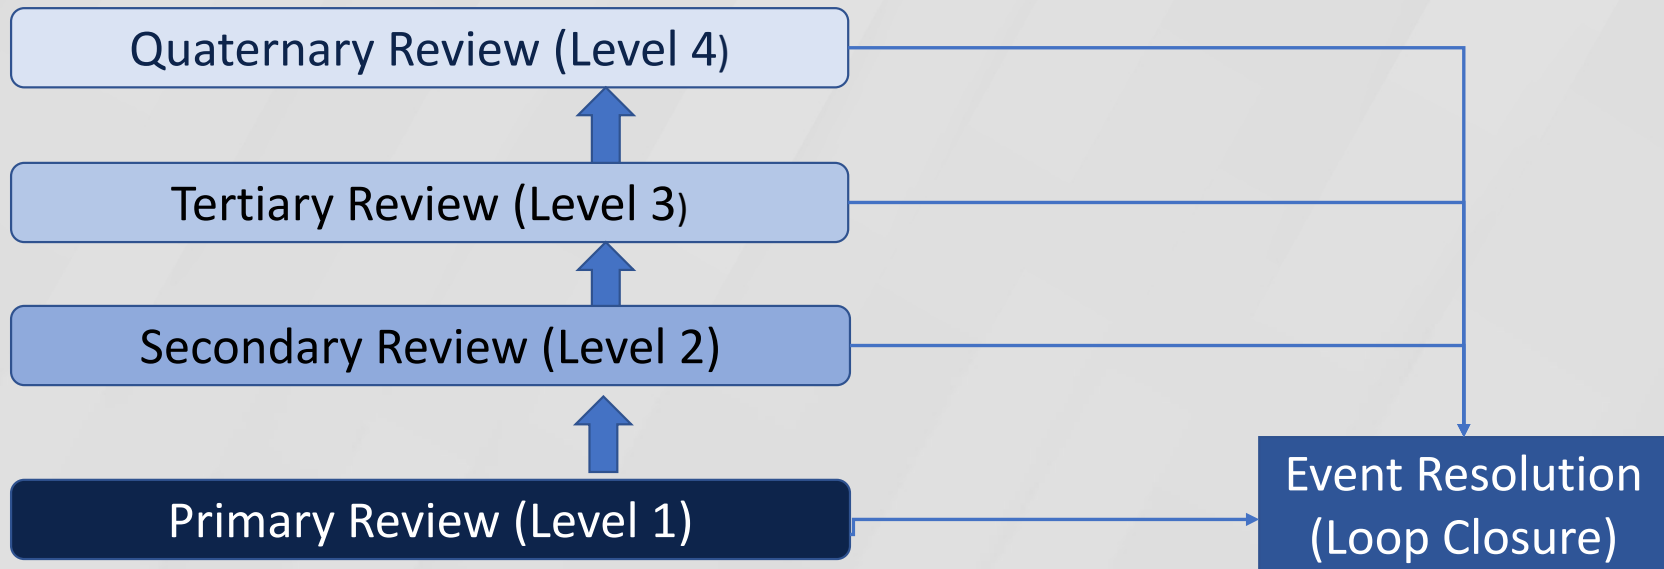 Quaternary Review (Level 4)
Tertiary Review (Level 3)
Secondary Review (Level 2)
Primary Review (Level 1)
Event Resolution
(Loop Closure)